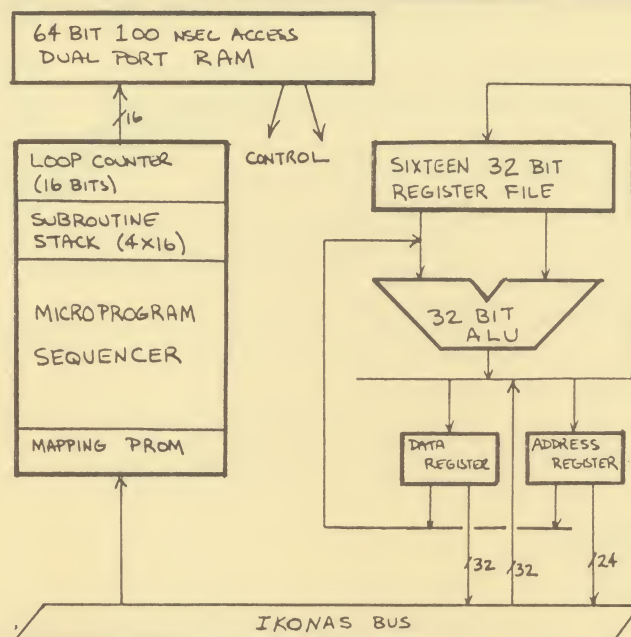 64 BIT 100 NSEC ACCESS
DUAL PORT RAM
16
LOOP COUNTER
(16 BITS)
SUBROUTINE
STACK (4X16)
MICROPROGRAM
SEQUENCER
MAPPING PROM
CONTROL
SIXTEEN 32 BIT
REGISTER FILE
32 BIT
ALU
DATA
REGISTER
ADDRESS
REGISTER
32
32
24
IKONAS BUS